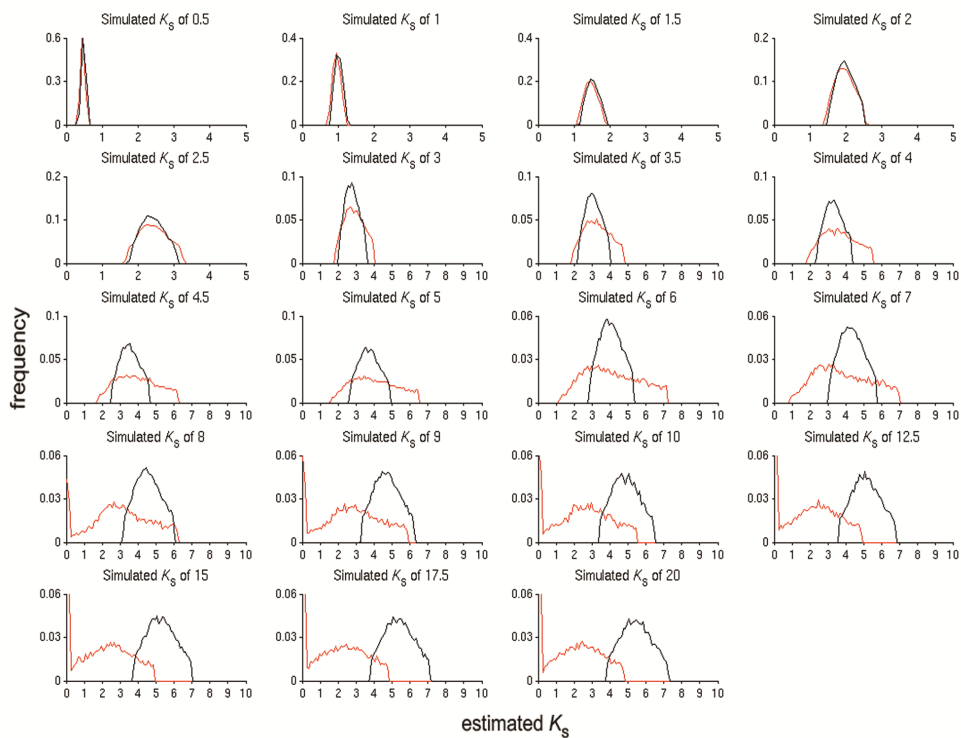 Simulated Ks of 0.5 Simulated Ks of 1 Simulated Ks of 1.5 Simulated Ks of 2
0.6 0.4 0.4 0.2
0.3 0.2 0.2 0.1
0 0 0 0
0 1 2 3 4 5 0 1 2 3 4 5 0 1 2 3 4 5 0 1 2 3 4 5
Simulated Ks of 2.5 Simulated Ks of 3 Simulated Ks of 3.5 Simulated Ks of 4
0.2 0.1 0.1 0.1
0.1 0.05 0.05 0.05
0 0 0 0
0 1 2 3 4 5 0 1 2 3 4 5 6 7 8 9 10 0 1 2 3 4 5 6 7 8 9 10 0 1 2 3 4 5 6 7 8 9 10
Simulated Ks of 4.5 Simulated Ks of 5 Simulated Ks of 6 Simulated Ks of 7
0.1 0.1 0.06 0.06
0.05 0.05 0.03 0.03
0 0 0 0
0 1 2 3 4 5 6 7 8 9 10 0 1 2 3 4 5 6 7 8 9 10 0 1 2 3 4 5 6 7 8 9 10 0 1 2 3 4 5 6 7 8 9 10
frequency
Simulated Ks of 8 Simulated Ks of 9 Simulated Ks of 10 Simulated Ks of 12.5
0.06 0.06 0.06 0.06
0.03 0.03 0.03 0.03
0 0 0 0
0 1 2 3 4 5 6 7 8 9 10 0 1 2 3 4 5 6 7 8 9 10 0 1 2 3 4 5 6 7 8 9 10 0 1 2 3 4 5 6 7 8 9 10
Simulated Ks of 15 Simulated Ks of 17.5 Simulated Ks of 20
0.06 0.06 0.06
0.03 0.03 0.03
0 0 0
0 1 2 3 4 5 6 7 8 9 10 0 1 2 3 4 5 6 7 8 9 10 0 1 2 3 4 5 6 7 8 9 10
estimated Ks